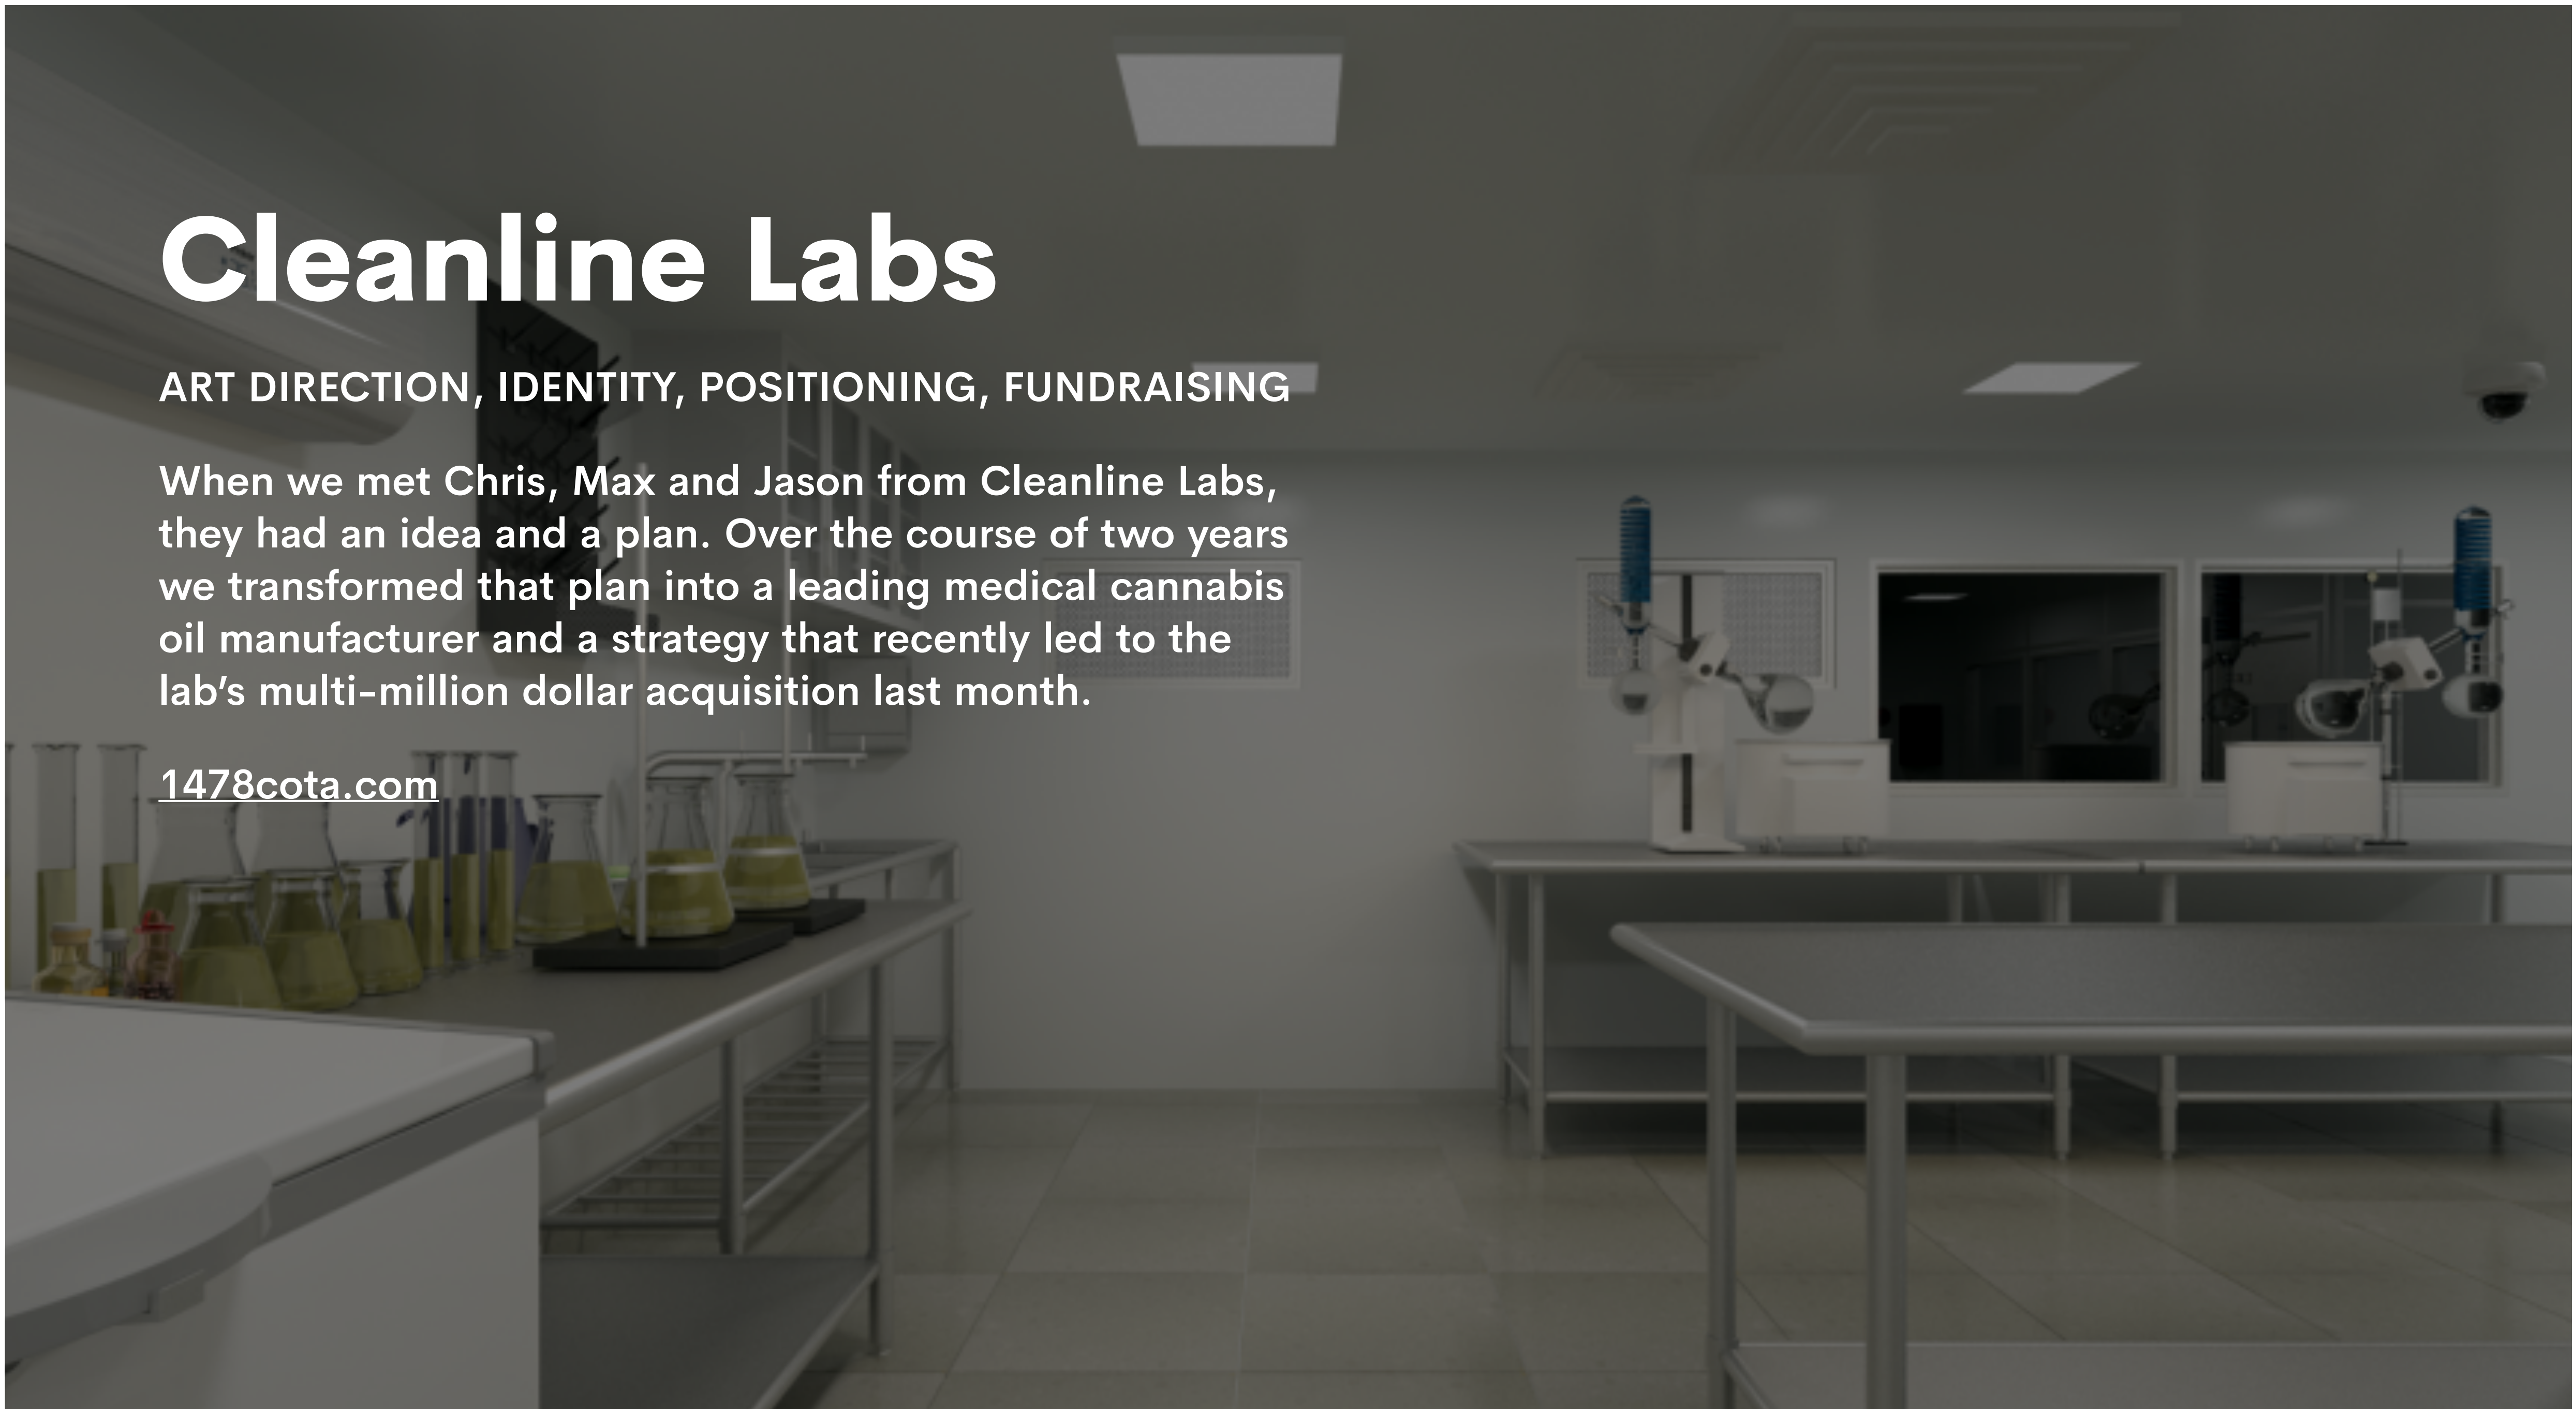 Cleanline Labs
ART DIRECTION, IDENTITY, POSITIONING, FUNDRAISING
When we met Chris, Max and Jason from Cleanline Labs,
they had an idea and a plan. Over the course of two years
we transformed that plan into a leading medical cannabis
oil manufacturer and a strategy that recently led to the
lab’s multi-million dollar acquisition last month.
1478cota.com